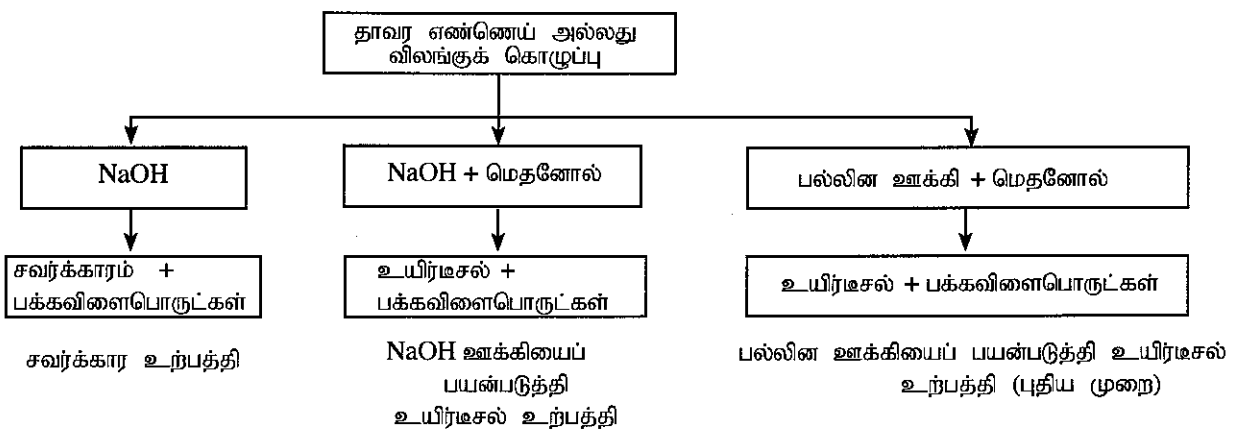 தாவர எண்ணெய் அல்லது
விலங்குக் கொழுப்பு
NaOH
NaOH + மெதனோல்
பல்லின ஊக்கி + மெதனோல்
சவர்க்காரம் +
பக்கவிளைபொருட்கள்
உயிர்டீசல் +
பக்கவிளைபொருட்கள்
உயிர்டீசல் + பக்கவிளைபொருட்கள்
சவர்க்கார உற்பத்தி
NaOH ஊக்கியைப்
பயன்படுத்தி
உயிர்டீசல் உற்பத்தி
பல்லின ஊக்கியைப் பயன்படுத்தி உயிர்டீசல்
உற்பத்தி (புதிய முறை)